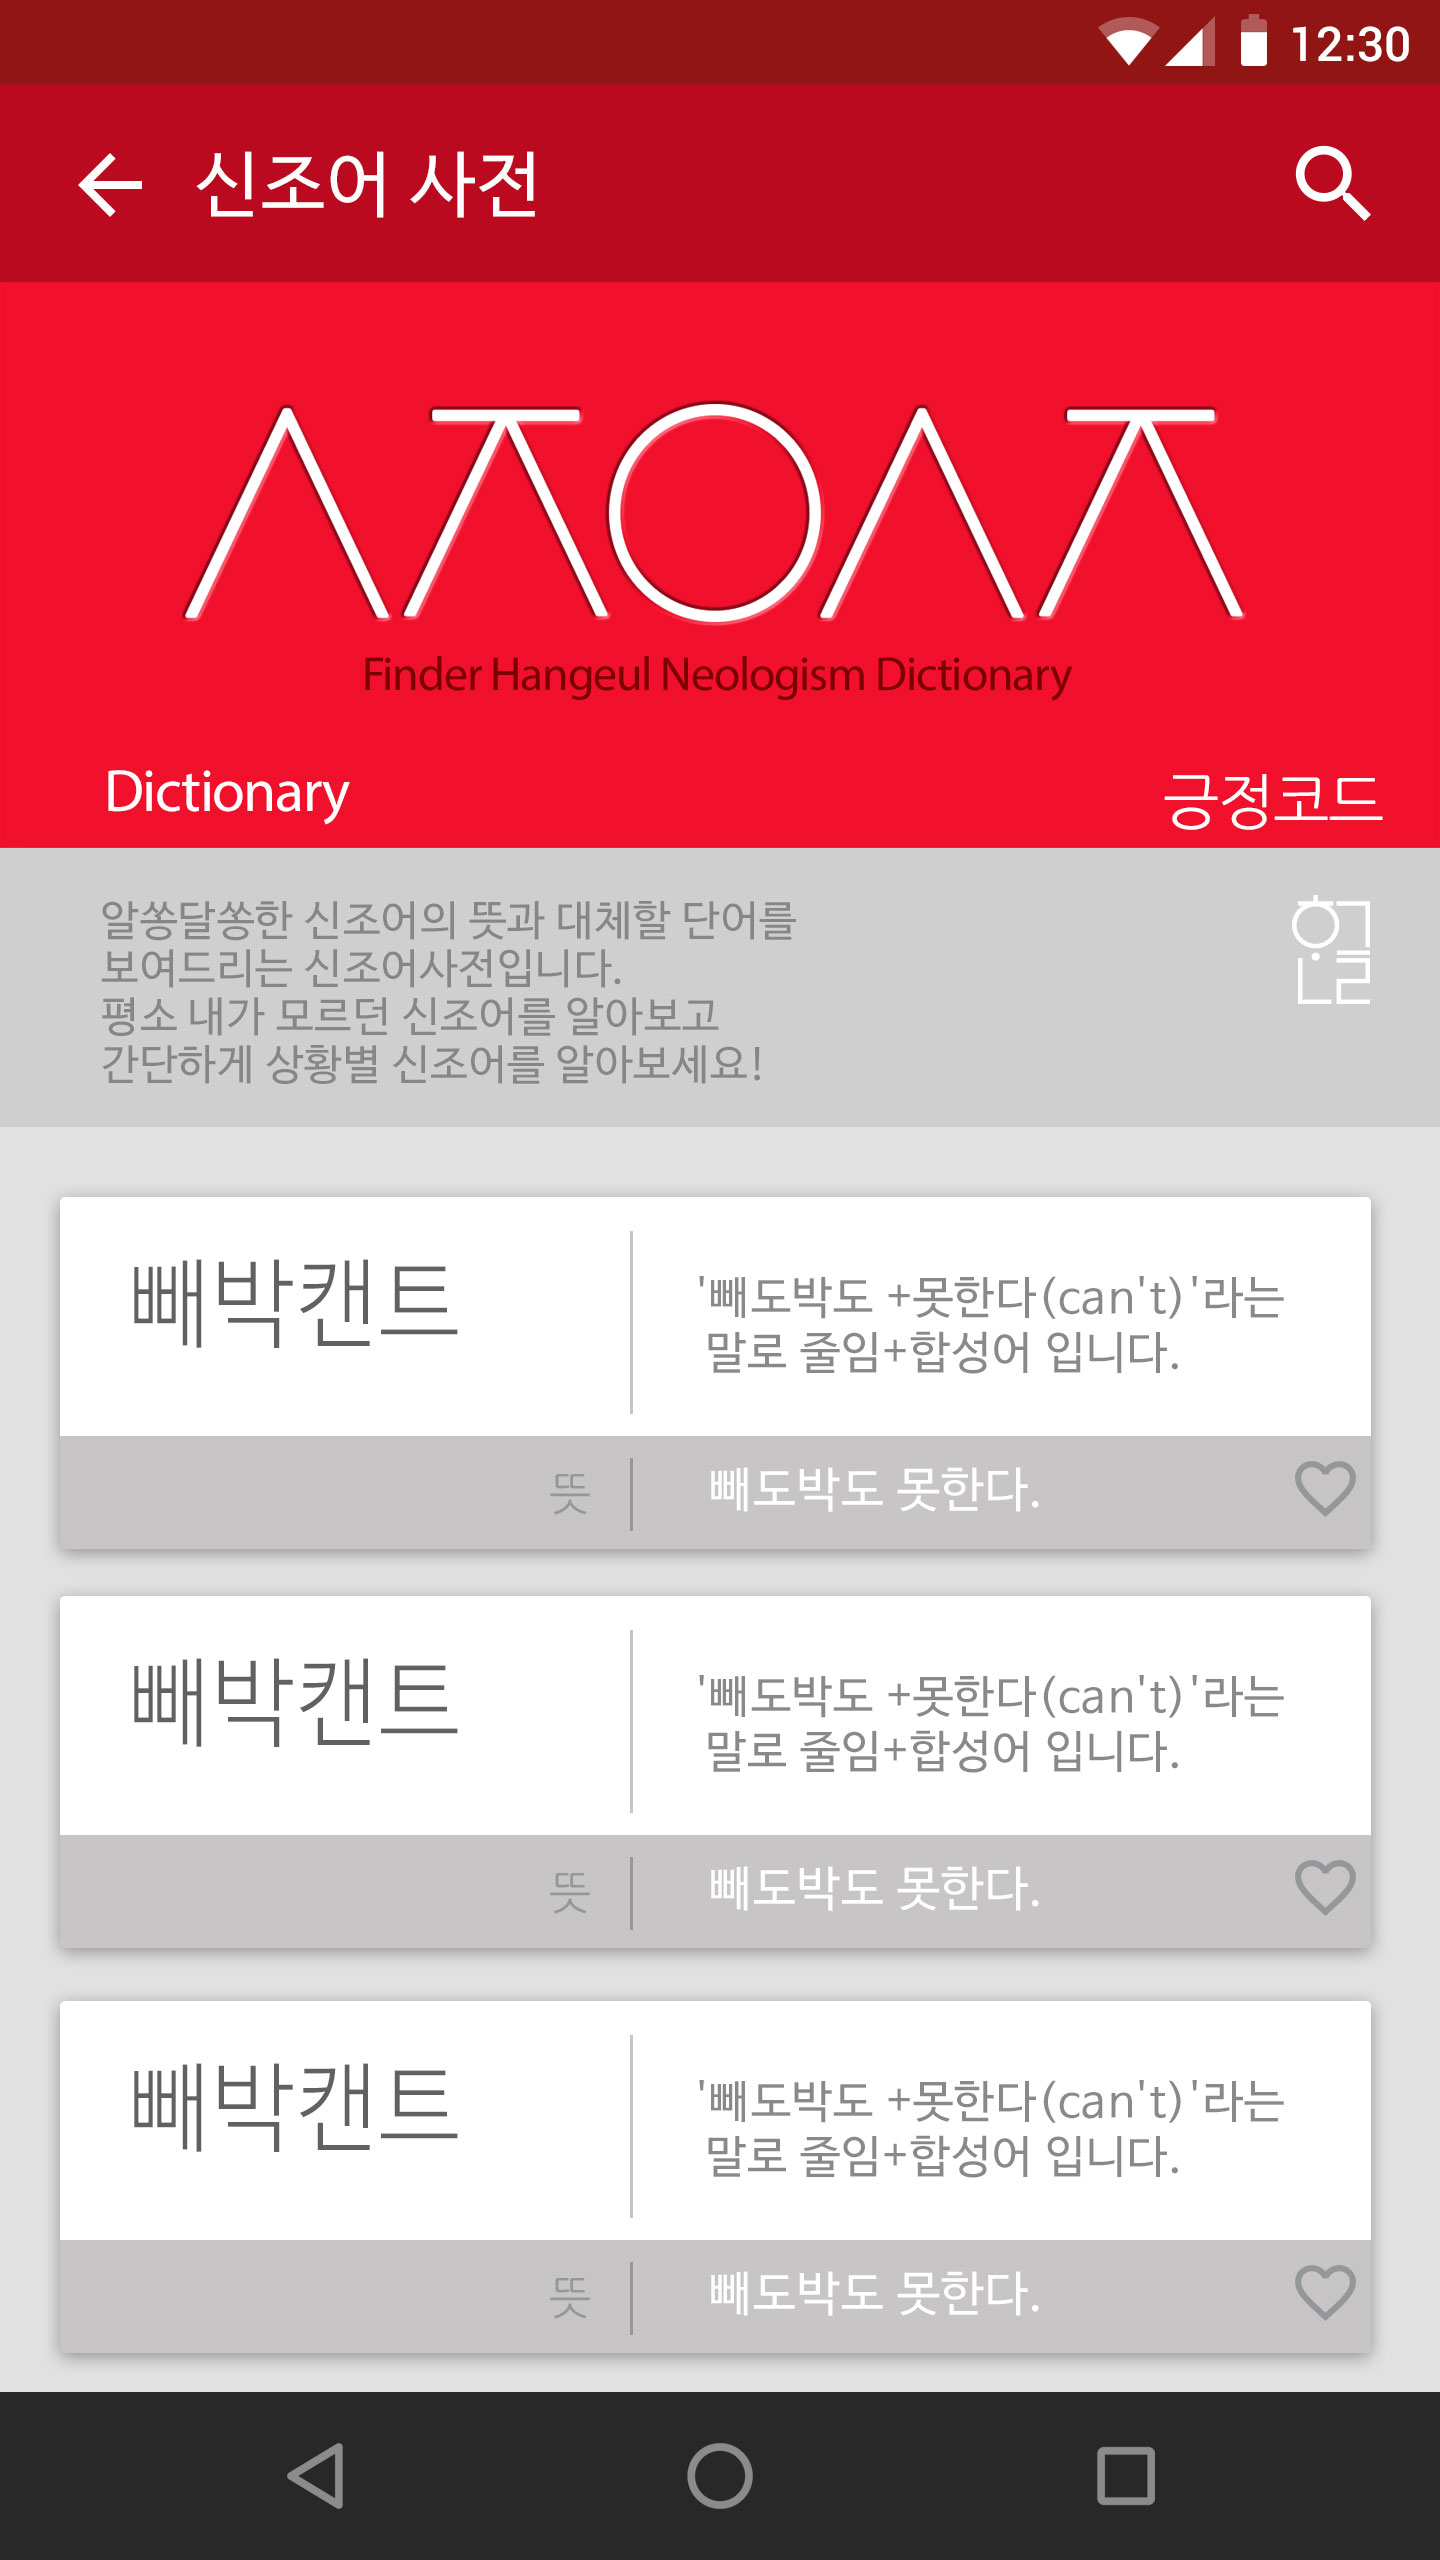 12:30
신조어 사전
ㅅㅈㅇㅅㅈ
Finder Hangeul Neologism Dictionary
Dictionary
긍정코드
알쏭달쏭한 신조어의 뜻과 대체할 단어를
보여드리는 신조어사전입니다.
평소 내가 모르던 신조어를 알아보고
간단하게 상황별 신조어를 알아보세요!
빼박캔트
'빼도박도 +못한다(can't)'라는
말로 줄임+합성어 입니다.
뜻
빼도박도 못한다.
빼박캔트
'빼도박도 +못한다(can't)'라는
말로 줄임+합성어 입니다.
뜻
빼도박도 못한다.
빼박캔트
'빼도박도 +못한다(can't)'라는
말로 줄임+합성어 입니다.
뜻
빼도박도 못한다.